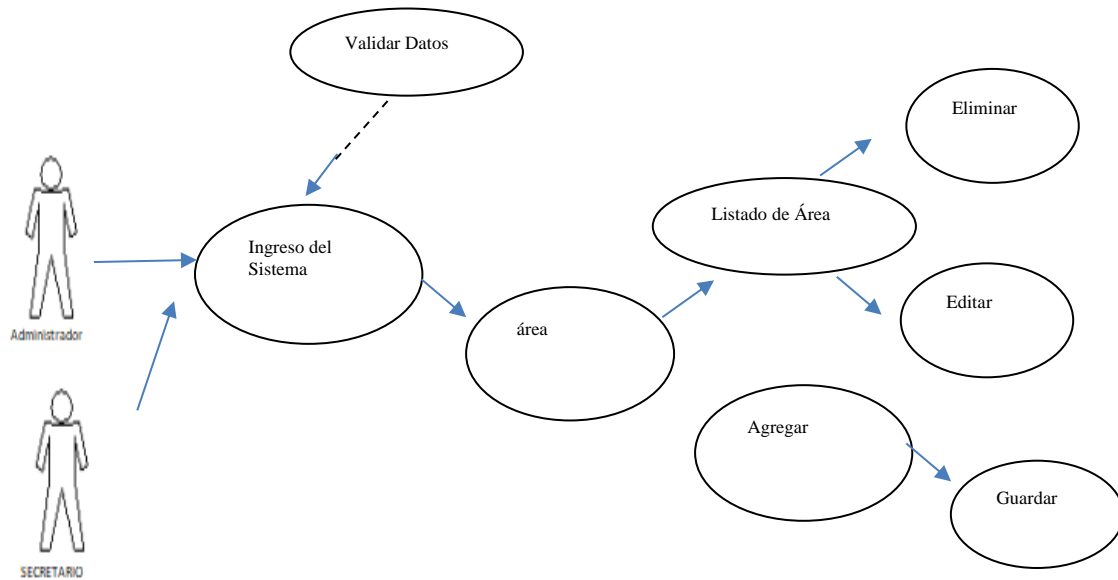 Validar Datos
Eliminar
Listado de Área
Ingreso del
Sistema
Administrador
Editar
área
Agregar
Guardar
SECRETARIO